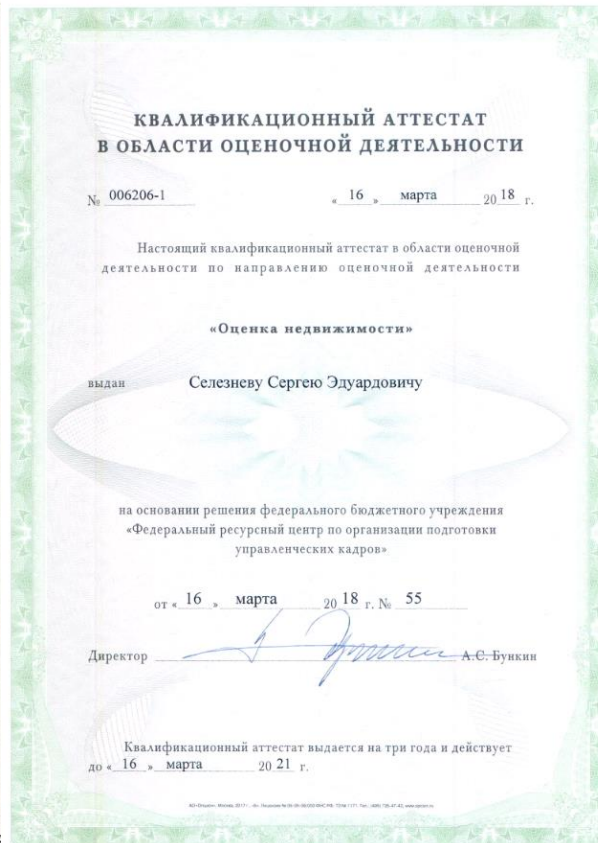 КВАЛИФИКАЦИОННЫЙ АТТЕСТАТ
В ОБЛАСТИ ОЦЕНОЧНОЙ ДЕЯТЕЛЬНОСТИ
№ 006206-1 « 16 » марта 20 18 г.
Настоящий квалификационный аттестат в области оценочной
деятельности по направлению оценочной деятельности
«Оценка недвижимости»
выдан Селезневу Сергею Эдуардовичу
на основании решения федерального бюджетного учреждения
«Федеральный ресурсный центр по организации подготовки
управленческих кадров»
от « 16 » марта 20 18 г. № 55
Директор А.С. Бункин
Квалификационный аттестат выдается на три года и действует
до « 16 » марта 20 21 г.